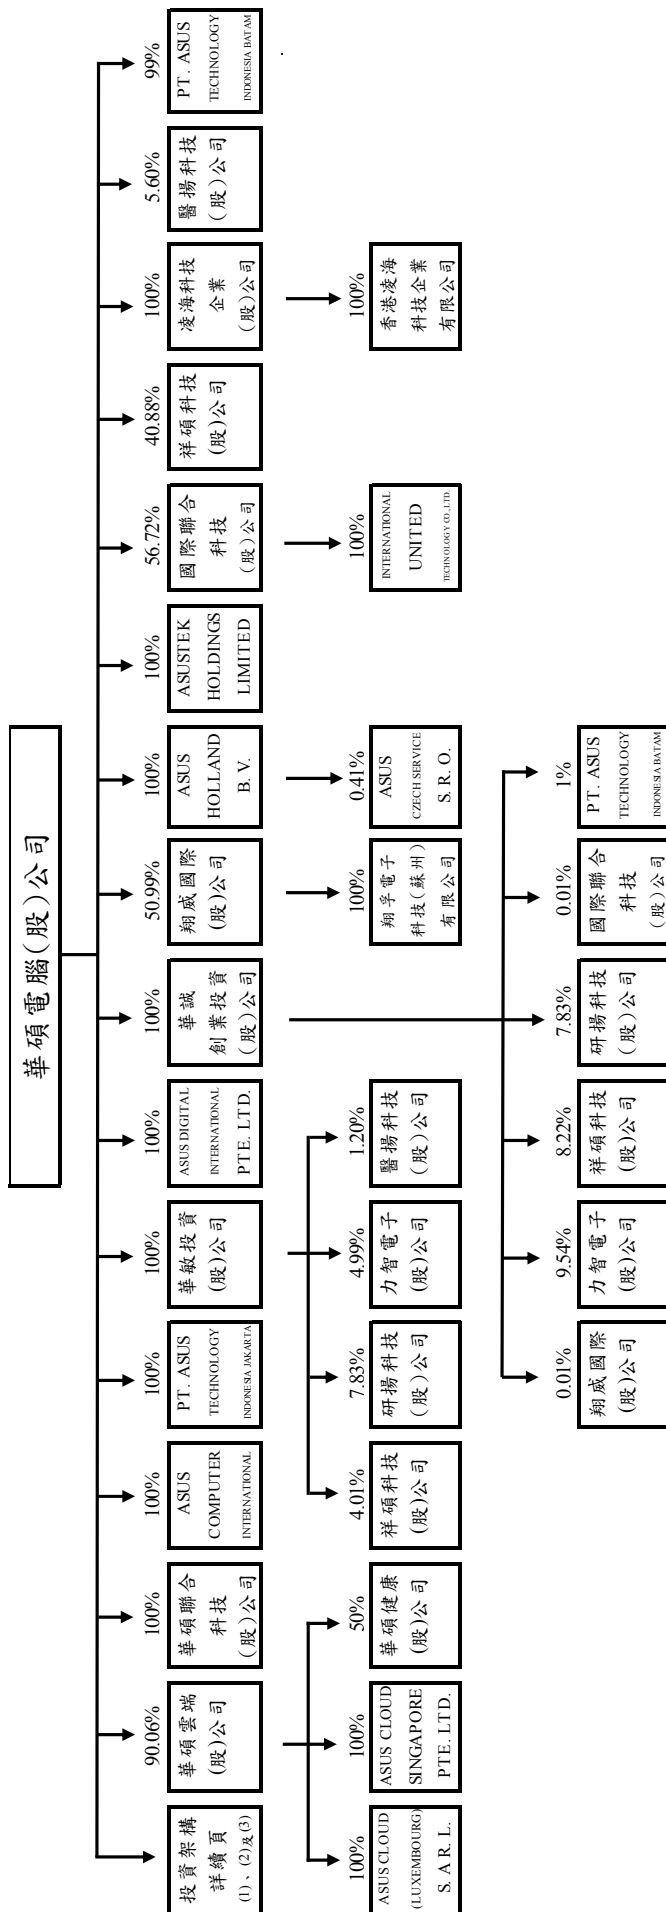 華碩電腦(股)公司
投資架構
詳續頁
(1)、(2)及(3)
90.06%
華碩雲端
(股)公司
100%
華碩聯合
科技
(股)公司
100%
ASUS
COMPUTER
INTERNATIONAL
100%
PT. ASUS
TECHNOLOGY
INDONESIA JAKARTA
100%
華敏投資
(股)公司
100%
ASUS DIGITAL
INTERNATIONAL
PTE. LTD.
100%
華誠
創業投資
(股)公司
50.99%
翔威國際
(股)公司
100%
ASUS
HOLLAND
B. V.
100%
ASUSTEK
HOLDINGS
LIMITED
56.72%
國際聯合
科技
(股)公司
40.88%
祥碩科技
(股)公司
100%
凌海科技
企業
(股)公司
5.60%
醫揚科技
(股)公司
99%
PT. ASUS
TECHNOLOGY
INDONESIA BATAM
100%
ASUS CLOUD
(LUXEMBOURG)
S. A R. L.
100%
ASUS CLOUD
SINGAPORE
PTE. LTD.
50%
華碩健康
(股)公司
4.01%
祥碩科技
(股)公司
7.83%
研揚科技
(股)公司
4.99%
力智電子
(股)公司
1.20%
醫揚科技
(股)公司
100%
翔孚電子
科技(蘇州)
有限公司
0.41%
ASUS
CZECH SERVICE
S. R. O.
100%
INTERNATIONAL
UNITED
TECHNOLOGY CO.,LTD.
100%
香港凌海
科技企業
有限公司
0.01%
翔威國際
(股)公司
9.54%
力智電子
(股)公司
8.22%
祥碩科技
(股)公司
7.83%
研揚科技
(股)公司
0.01%
國際聯合
科技
(股)公司
1%
PT. ASUS
TECHNOLOGY
INDONESIA BATAM